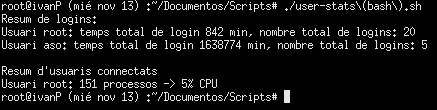 root@ivanP (mié nov 13) :~/Documentos/Scripts# ./user-stats\(bash\).sh
Resum de logins:
Usuari root: temps total de login 842 min, nombre total de logins: 20
Usuari aso: temps total de login 1638774 min, nombre total de logins: 5

Resum d'usuaris connectats
Usuari root: 151 processos -> 5% CPU
root@ivanP (mié nov 13) :~/Documentos/Scripts#